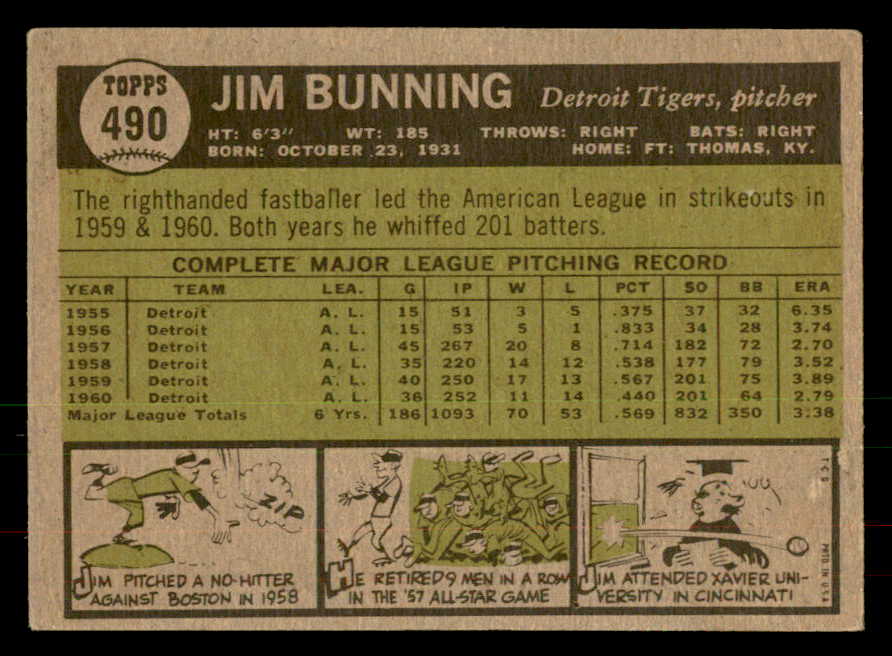 TOPPS
490
JIM BUNNING Detroit Tigers, pitcher
HT: 6'3" WT: 185 THROWS: RIGHT BATS: RIGHT
BORN: OCTOBER 23, 1931 HOME: FT: THOMAS, KY.
The righthanded fastballer led the American League in strikeouts in
1959 & 1960. Both years he whiffed 201 batters.
COMPLETE MAJOR LEAGUE PITCHING RECORD
YEAR TEAM LEA. G IP W L PCT SO BB ERA
1955 Detroit A. L. 15 51 3 5 .375 37 32 6.35
1956 Detroit A. L. 15 53 5 1 .833 34 28 3.74
1957 Detroit A. L. 45 267 20 8 .714 182 72 2.70
1958 Detroit A. L. 35 220 14 12 .538 177 79 3.52
1959 Detroit A. L. 40 250 17 13 .567 201 75 3.89
1960 Detroit A. L. 36 252 11 14 .440 201 64 2.79
Major League Totals 6 Yrs. 186 1093 70 53 .569 832 350 3.38
ZIP
JIM PITCHED A NO-HITTER
AGAINST BOSTON IN 1958
HE RETIRED 9 MEN IN A ROW
IN THE '57 ALL-STAR GAME
JIM ATTENDED XAVIER UNI-
VERSITY IN CINCINNATI
T.C.G. PRTD. IN U.S.A.